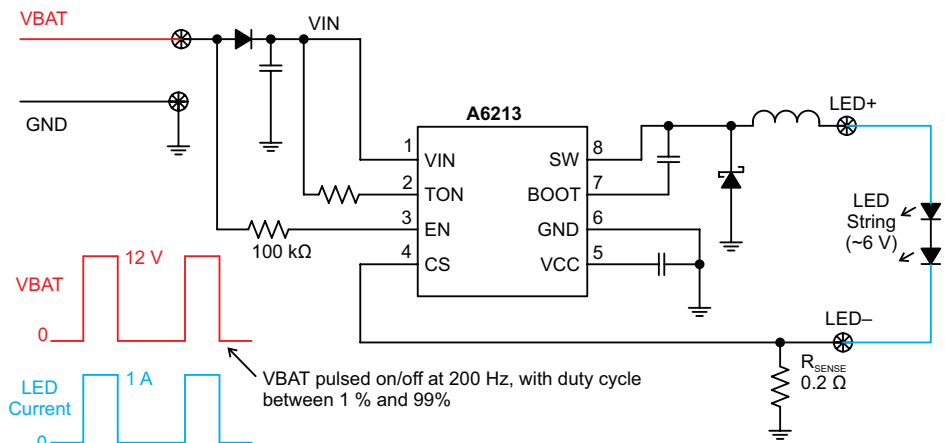 VBAT
VIN
GND
A6213
LED+
1
VIN
SW
8
2
TON
BOOT
7
3
EN
GND
6
100 kΩ
4
CS
VCC
5
LED
String
(~6 V)
12 V
VBAT
0
LED–
RSENSE
0.2 Ω
VBAT pulsed on/off at 200 Hz, with duty cycle
between 1 % and 99%
1 A
LED
Current
0